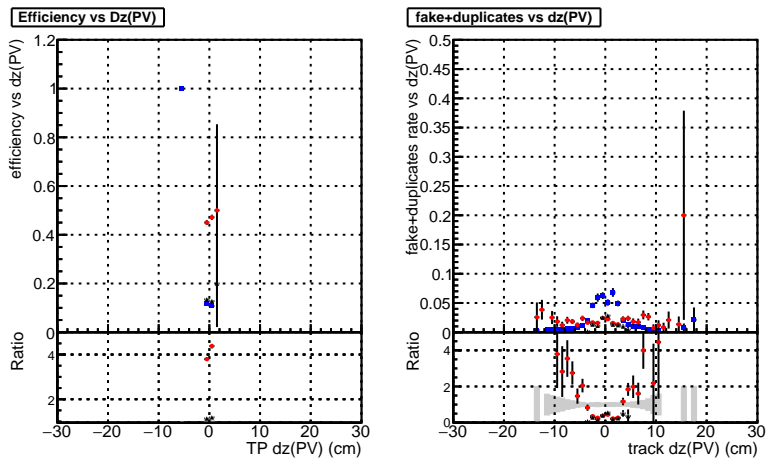 Efficiency vs Dz(PV)
efficiency vs dz(PV)
1.2
1
0.8
0.6
0.4
0.2
0
Ratio
4
2
−30 −20 −10 0 10 20 30
TP dz(PV) (cm)
fake+duplicates vs dz(PV)
fake+duplicates rate vs dz(PV)
0.5
0.45
0.4
0.35
0.3
0.25
0.2
0.15
0.1
0.05
0
Ratio
4
2
0
−30 −20 −10 0 10 20 30
track dz(PV) (cm)